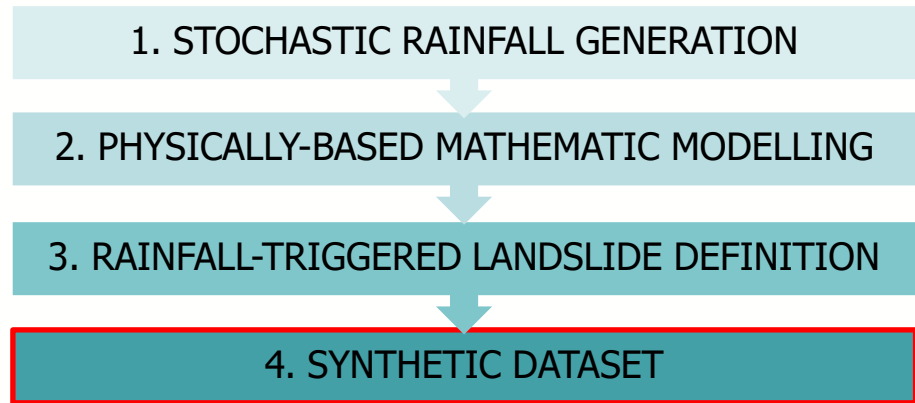 1. STOCHASTIC RAINFALL GENERATION
2. PHYSICALLY-BASED MATHEMATIC MODELLING
3. RAINFALL-TRIGGERED LANDSLIDE DEFINITION
4. SYNTHETIC DATASET